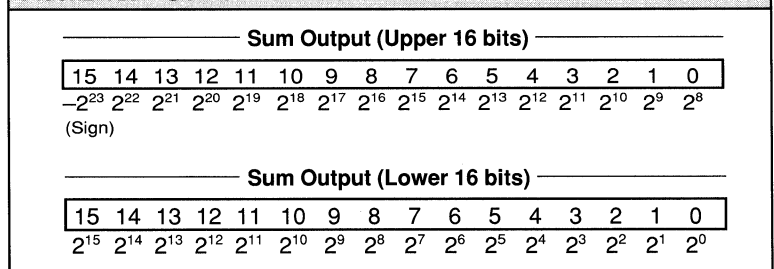 Sum Output (Upper 16 bits)
15 14 13 12 11 10 9 8 7 6 5 4 3 2 1 0
–2²³ 2²² 2²¹ 2²⁰ 2¹⁹ 2¹⁸ 2¹⁷ 2¹⁶ 2¹⁵ 2¹⁴ 2¹³ 2¹² 2¹¹ 2¹⁰ 2⁹ 2⁸
(Sign)
Sum Output (Lower 16 bits)
15 14 13 12 11 10 9 8 7 6 5 4 3 2 1 0
2¹⁵ 2¹⁴ 2¹³ 2¹² 2¹¹ 2¹⁰ 2⁹ 2⁸ 2⁷ 2⁶ 2⁵ 2⁴ 2³ 2² 2¹ 2⁰